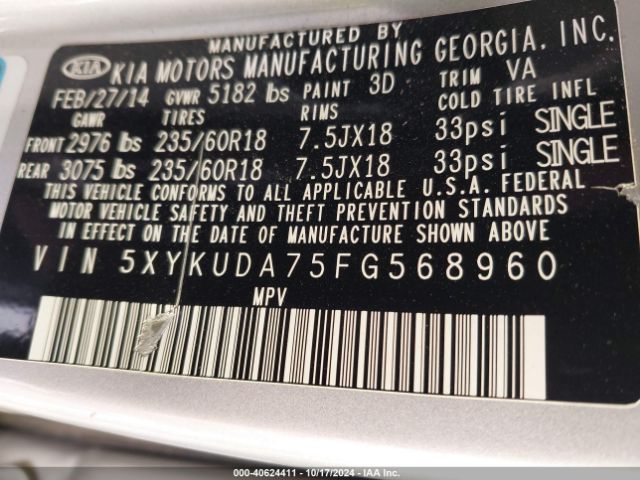 MANUFACTURED BY
KIA KIA MOTORS MANUFACTURING GEORGIA, INC.
FEB/27/14 GVWR 5182 lbs PAINT 3D TRIM VA
GAWR TIRES RIMS COLD TIRE INFL
FRONT 2976 lbs 235/60R18 7.5JX18 33psi SINGLE
REAR 3075 lbs 235/60R18 7.5JX18 33psi SINGLE
THIS VEHICLE CONFORMS TO ALL APPLICABLE U.S.A. FEDERAL
MOTOR VEHICLE SAFETY AND THEFT PREVENTION STANDARDS
IN EFFECT ON THE DATE OF MANUFACTURE SHOWN ABOVE
VIN 5XYKUDA75FG568960
MPV
000-40624411 - 10/17/2024 - IAA Inc.